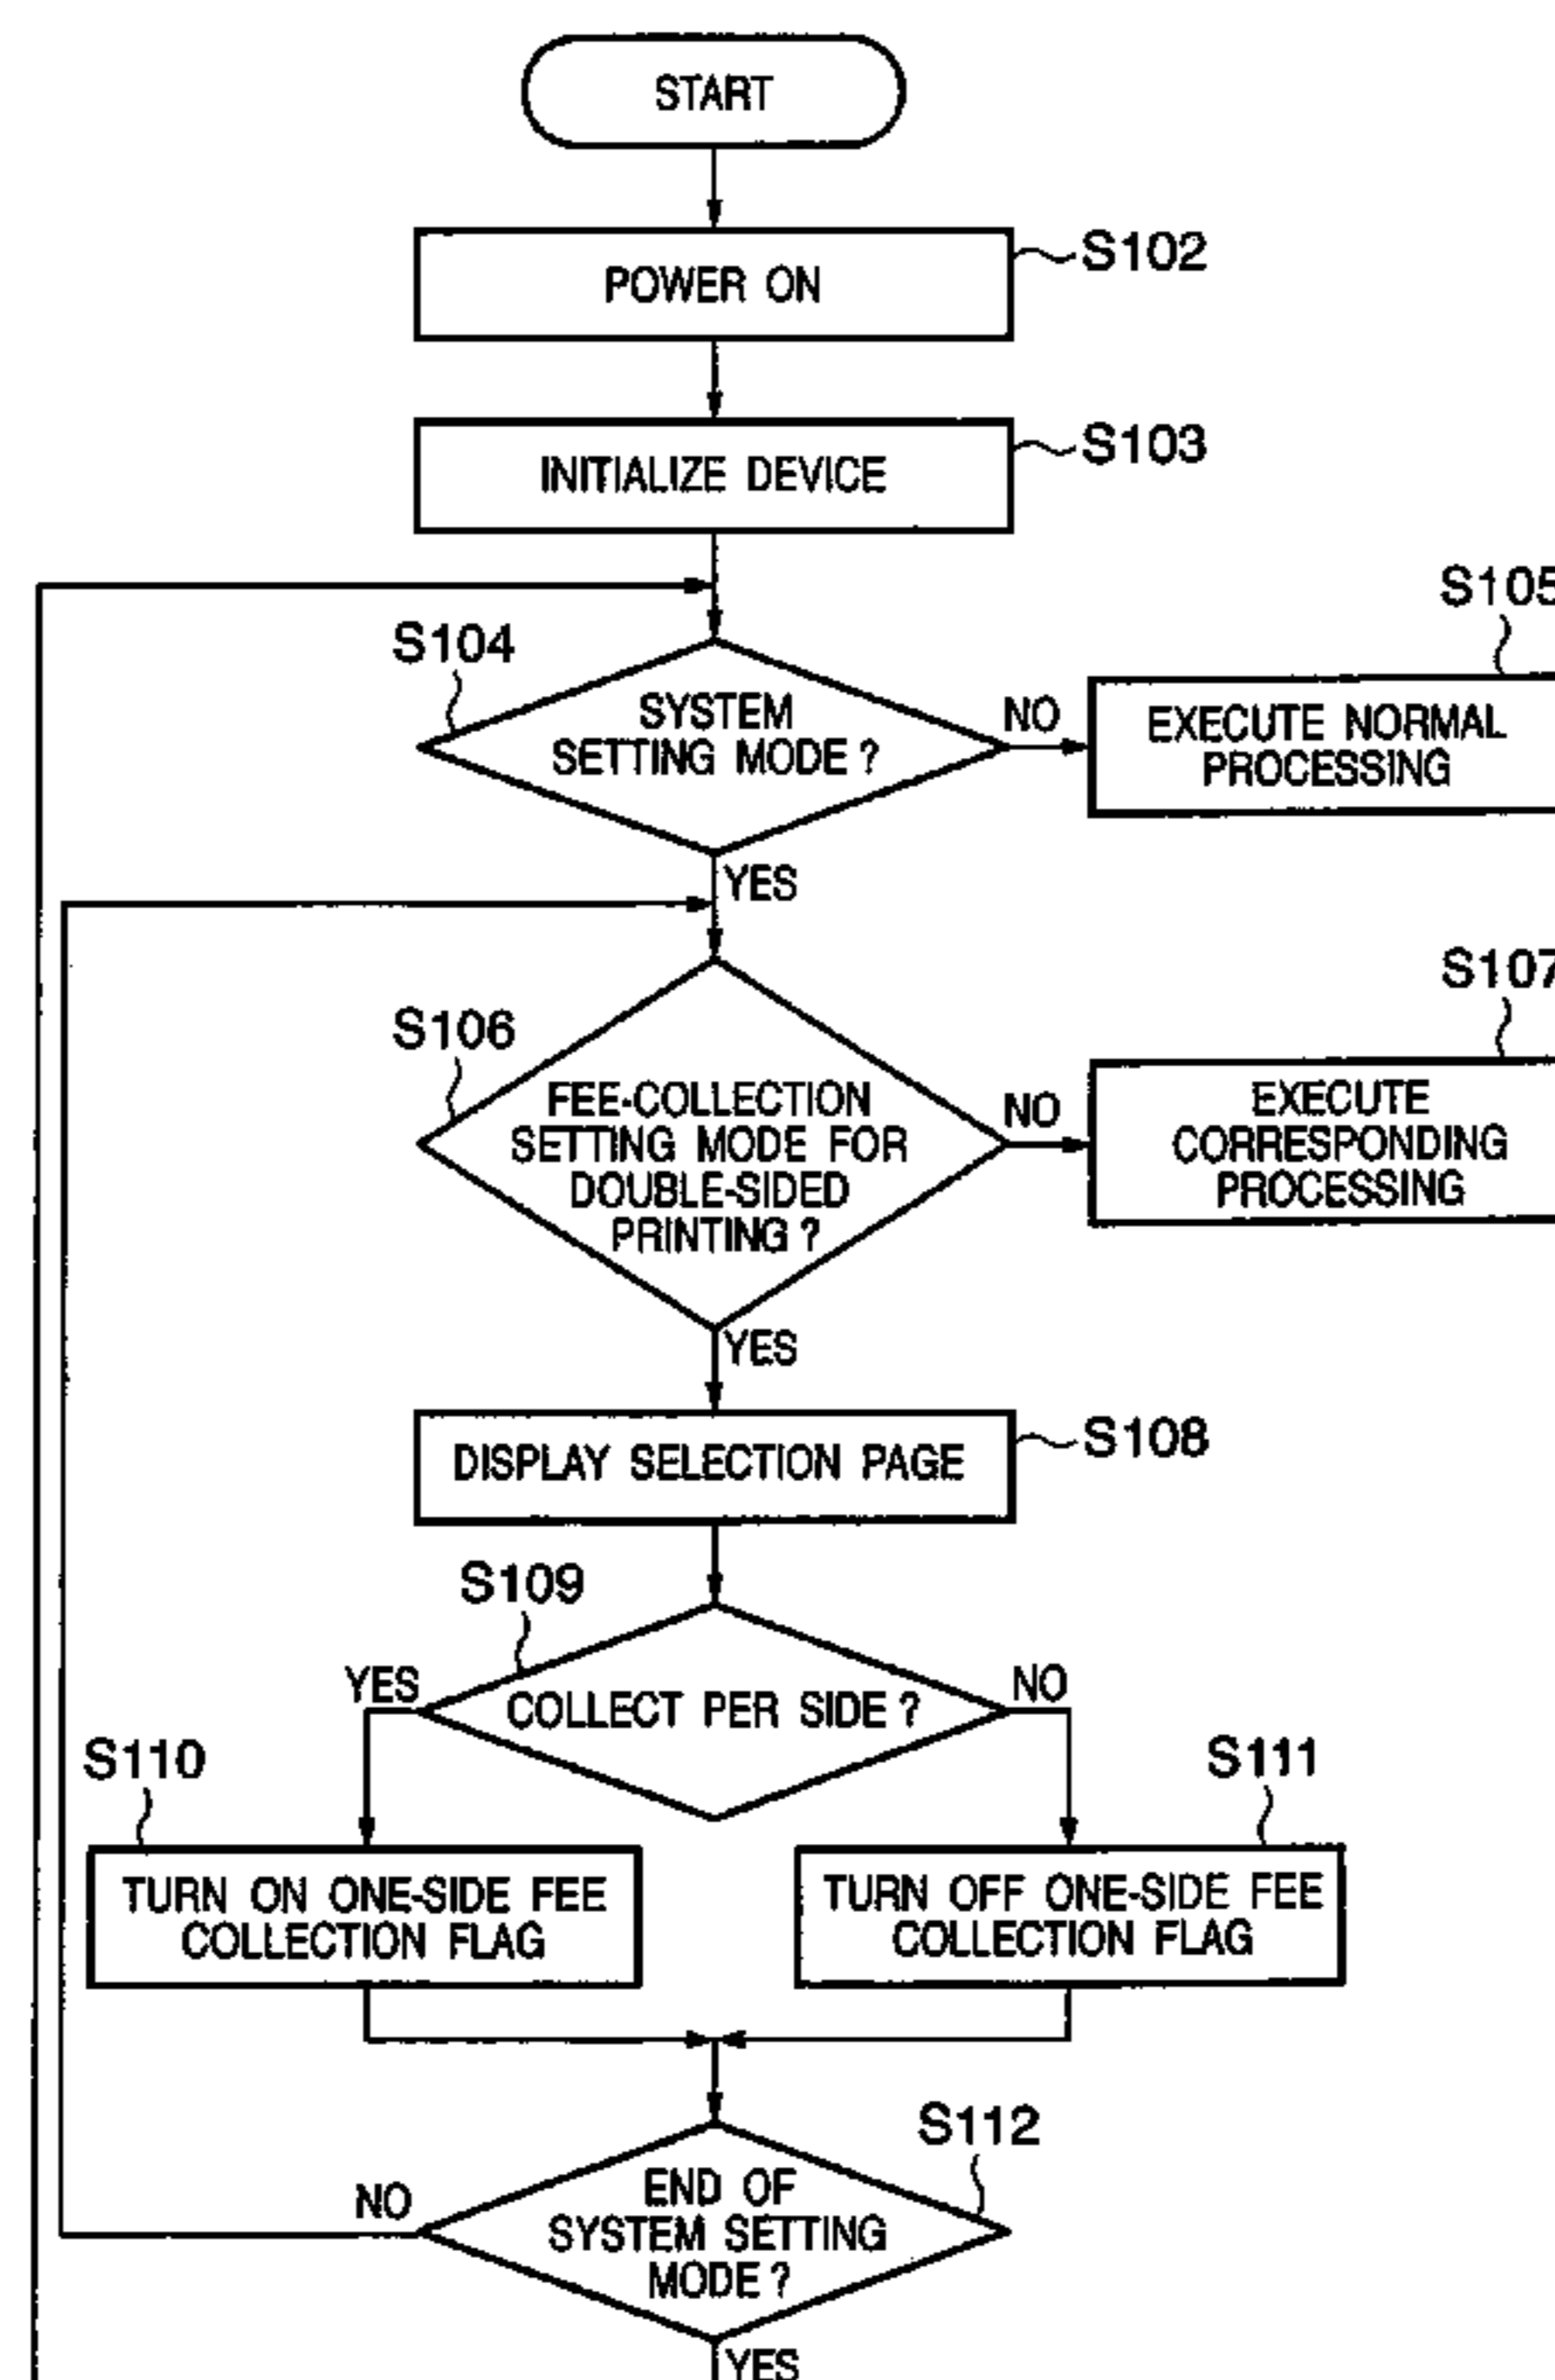 START
POWER ON
S102
INITIALIZE DEVICE
S103
S104
SYSTEM
SETTING MODE ?
NO
S105
EXECUTE NORMAL
PROCESSING
YES
S106
FEE-COLLECTION
SETTING MODE FOR
DOUBLE-SIDED
PRINTING ?
NO
S107
EXECUTE
CORRESPONDING
PROCESSING
YES
DISPLAY SELECTION PAGE
S108
S109
YES
COLLECT PER SIDE ?
NO
S110
TURN ON ONE-SIDE FEE
COLLECTION FLAG
S111
TURN OFF ONE-SIDE FEE
COLLECTION FLAG
S112
NO
END OF
SYSTEM SETTING
MODE ?
YES